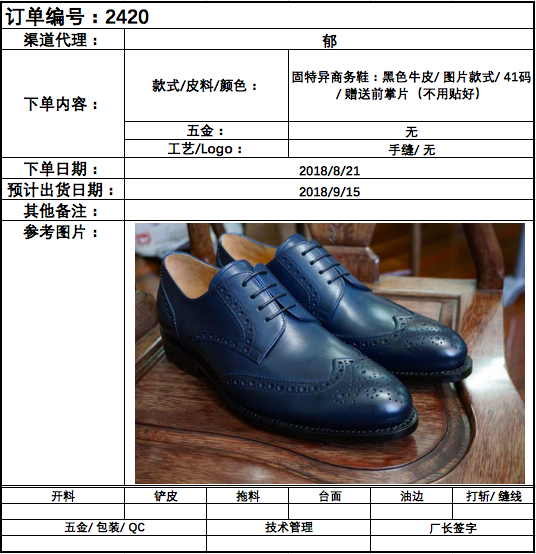 订单编号：2420
渠道代理：
郁
下单内容：
款式/皮料/颜色：
固特异商务鞋：黑色牛皮/ 图片款式/ 41码
/ 赠送前掌片（不用贴好）
五金：
无
工艺/Logo：
手缝/ 无
下单日期：
2018/8/21
预计出货日期：
2018/9/15
其他备注：
参考图片：
开料 铲皮 拖料 台面 油边 打斩/ 缝线
五金/ 包装/ QC 技术管理 厂长签字